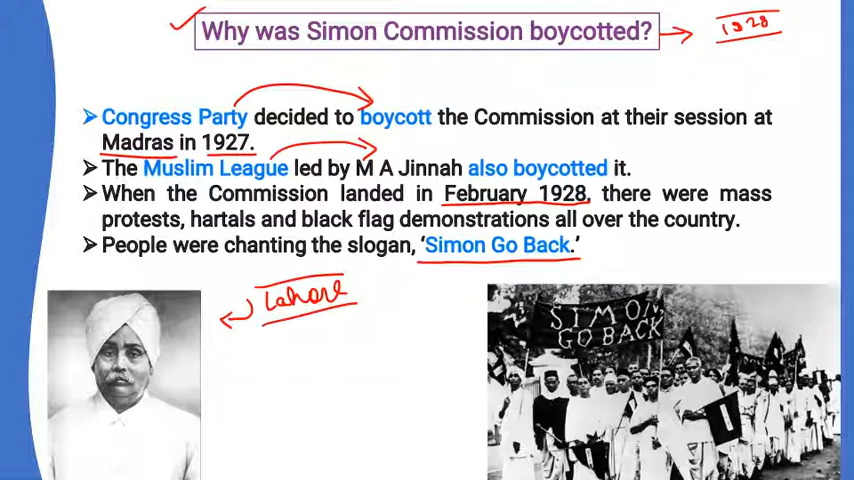 Why was Simon Commission boycotted?
1928
➢Congress Party decided to boycott the Commission at their session at
Madras in 1927.
➢The Muslim League led by M A Jinnah also boycotted it.
➢When the Commission landed in February 1928, there were mass
protests, hartals and black flag demonstrations all over the country.
➢People were chanting the slogan, ‘Simon Go Back.’
Lahore
SIMON,
GO BACK